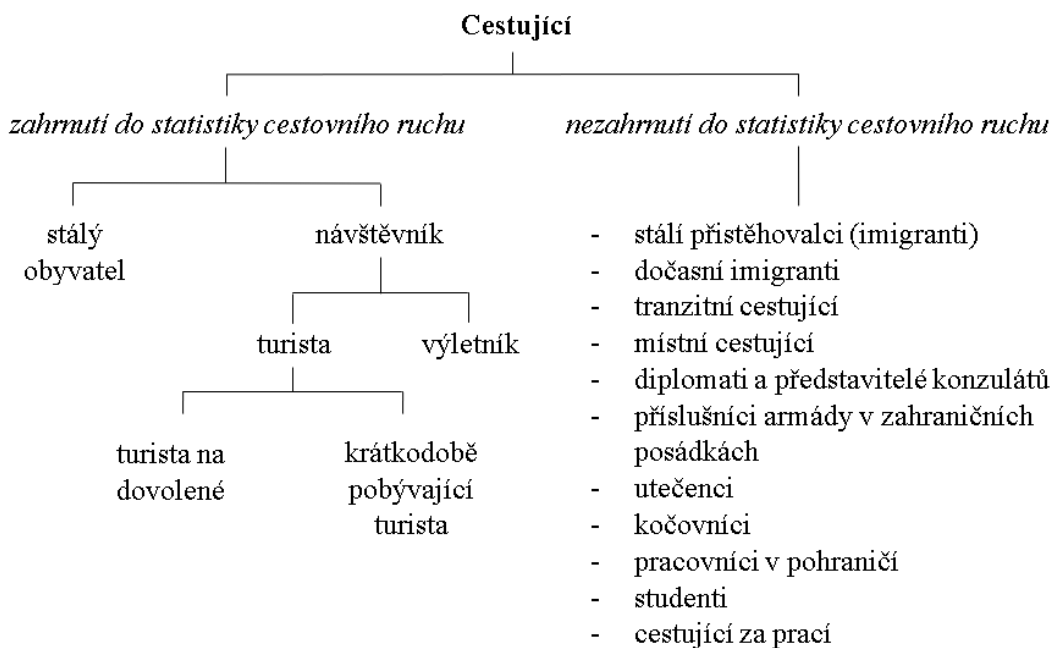 Cestující
zahrnutí do statistiky cestovního ruchu
nezahrnutí do statistiky cestovního ruchu
stálý
obyvatel
návštěvník
turista
výletník
turista na
dovolené
krátkodobě
pobývající
turista
- stálí přistěhovalci (imigranti)
- dočasní imigranti
- tranzitní cestující
- místní cestující
- diplomati a představitelé konzulátů
- příslušníci armády v zahraničních
posádkách
- utečenci
- kočovníci
- pracovníci v pohraničí
- studenti
- cestující za prací